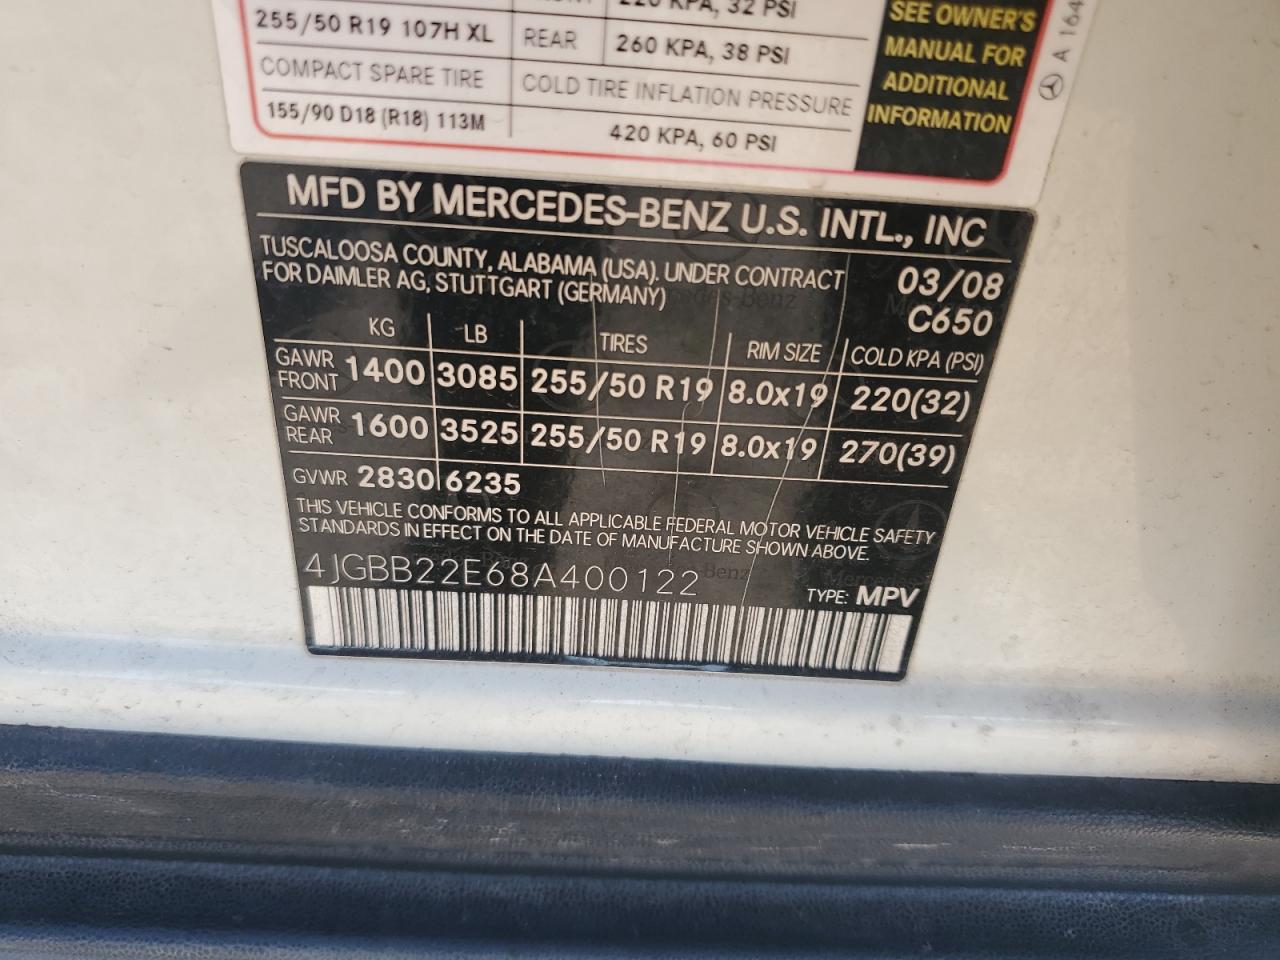 220 KPA, 32 PSI
255/50 R19 107H XL REAR 260 KPA, 38 PSI
COMPACT SPARE TIRE COLD TIRE INFLATION PRESSURE
155/90 D18 (R18) 113M 420 KPA, 60 PSI
SEE OWNER'S
MANUAL FOR
ADDITIONAL
INFORMATION
A 164
MFD BY MERCEDES-BENZ U.S. INTL., INC
TUSCALOOSA COUNTY, ALABAMA (USA). UNDER CONTRACT
FOR DAIMLER AG, STUTTGART (GERMANY)
03/08
C650
KG LB TIRES RIM SIZE COLD KPA (PSI)
GAWR FRONT 1400 3085 255/50 R19 8.0x19 220(32)
GAWR REAR 1600 3525 255/50 R19 8.0x19 270(39)
GVWR 2830 6235
THIS VEHICLE CONFORMS TO ALL APPLICABLE FEDERAL MOTOR VEHICLE SAFETY
STANDARDS IN EFFECT ON THE DATE OF MANUFACTURE SHOWN ABOVE.
4JGBB22E68A400122
TYPE: MPV